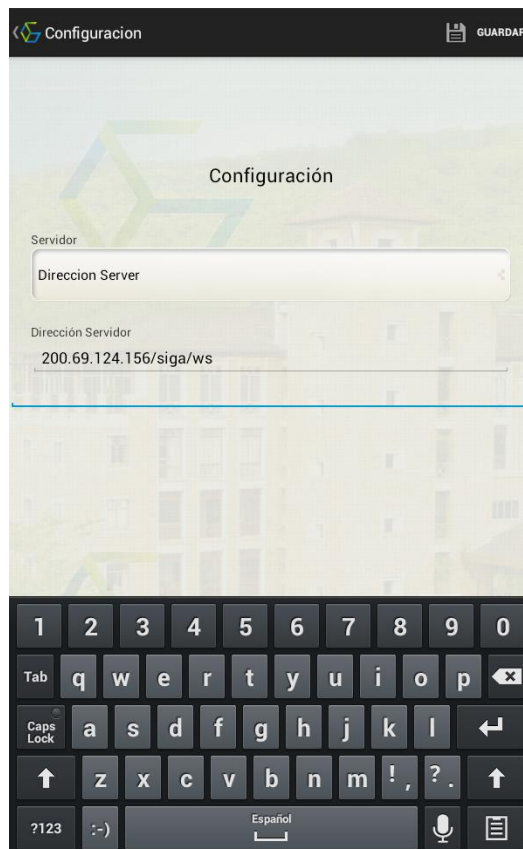 Configuracion GUARDAR
Configuración
Servidor
Direccion Server
Dirección Servidor
200.69.124.156/siga/ws
1 2 3 4 5 6 7 8 9 0
Tab q w e r t y u i o p
Caps Lock a s d f g h j k l
z x c v b n m ! , ? .
?123 :-) Español